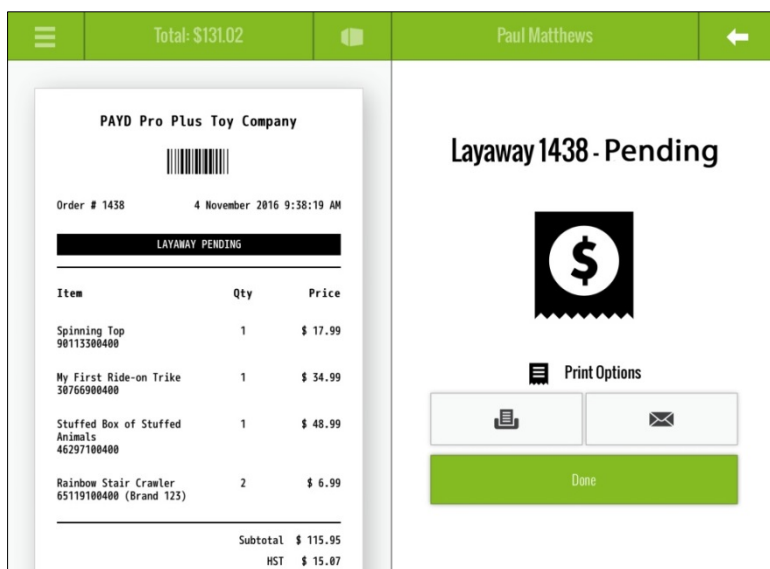 Total: $131.02
Paul Matthews
PAYD Pro Plus Toy Company
Order # 1438 4 November 2016 9:38:19 AM
LAYAWAY PENDING
Item Qty Price
Spinning Top 1 $ 17.99
90113300400
My First Ride-on Trike 1 $ 34.99
30766900400
Stuffed Box of Stuffed 1 $ 48.99
Animals
46297100400
Rainbow Stair Crawler 2 $ 6.99
65119100400 (Brand 123)
Subtotal $ 115.95
HST $ 15.07
Layaway 1438 - Pending
$
Print Options
Done